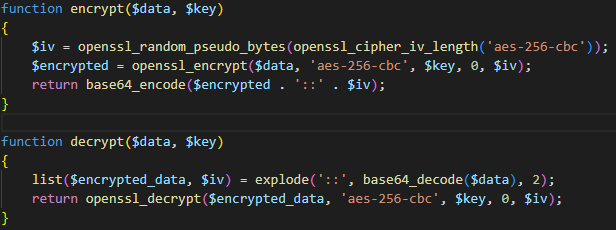 function encrypt($data, $key)
{
    $iv = openssl_random_pseudo_bytes(openssl_cipher_iv_length('aes-256-cbc'));
    $encrypted = openssl_encrypt($data, 'aes-256-cbc', $key, 0, $iv);
    return base64_encode($encrypted . '::' . $iv);
}

function decrypt($data, $key)
{
    list($encrypted_data, $iv) = explode('::', base64_decode($data), 2);
    return openssl_decrypt($encrypted_data, 'aes-256-cbc', $key, 0, $iv);
}